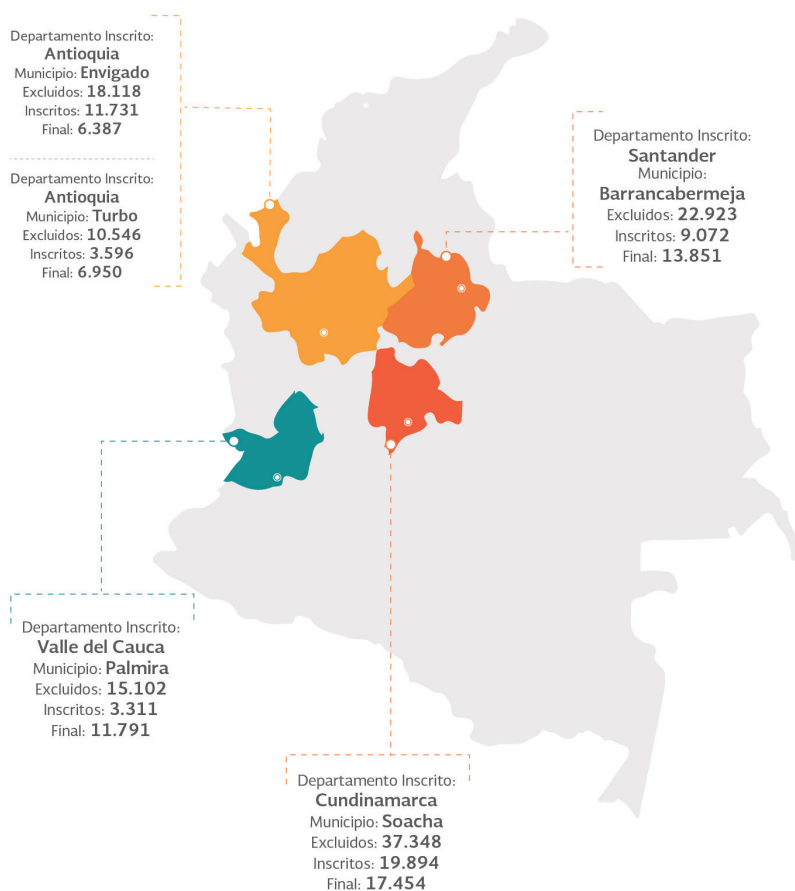 Departamento Inscrito:
Antioquia
Municipio: Envigado
Excluidos: 18.118
Inscritos: 11.731
Final: 6.387
Departamento Inscrito:
Antioquia
Municipio: Turbo
Excluidos: 10.546
Inscritos: 3.596
Final: 6.950
Departamento Inscrito:
Santander
Municipio:
Barrancabermeja
Excluidos: 22.923
Inscritos: 9.072
Final: 13.851
Departamento Inscrito:
Valle del Cauca
Municipio: Palmira
Excluidos: 15.102
Inscritos: 3.311
Final: 11.791
Departamento Inscrito:
Cundinamarca
Municipio: Soacha
Excluidos: 37.348
Inscritos: 19.894
Final: 17.454